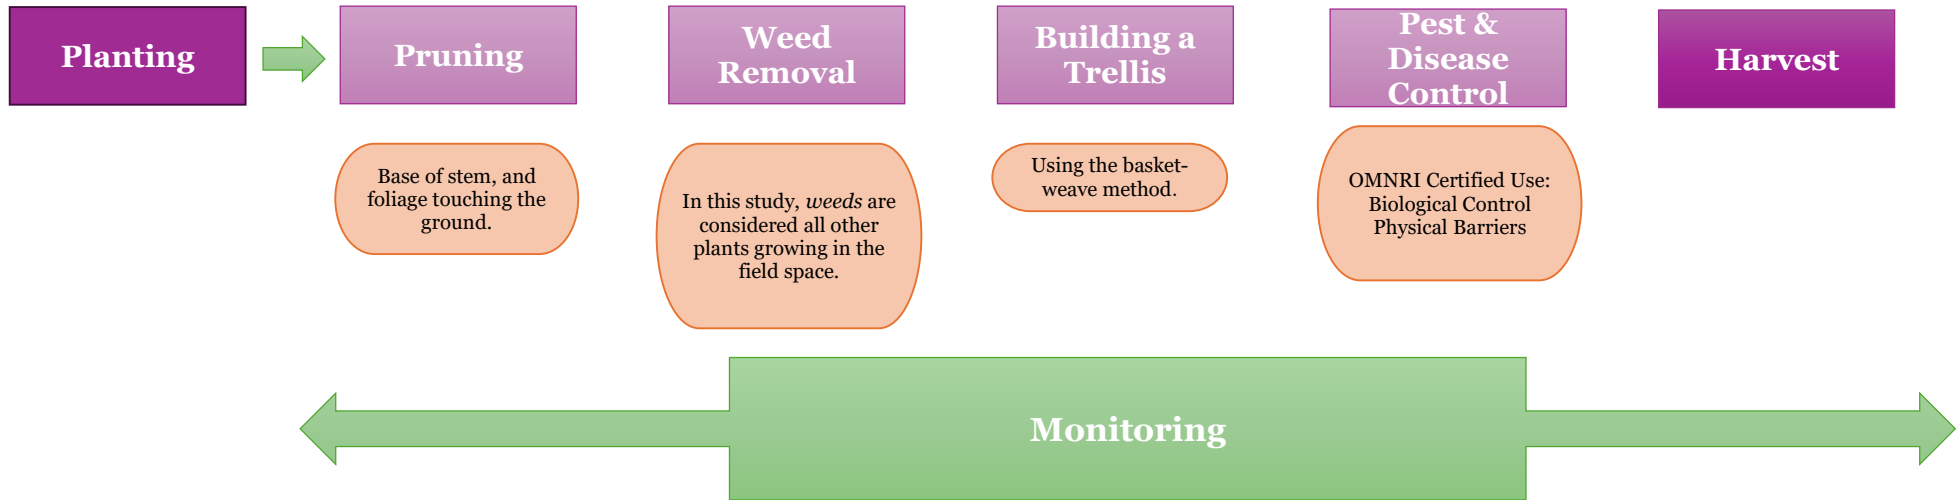 Planting
Pruning
Weed
Removal
Building a
Trellis
Pest &
Disease
Control
Harvest
Base of stem, and
foliage touching the
ground.
In this study, weeds are
considered all other
plants growing in the
field space.
Using the basket-
weave method.
OMNRI Certified Use:
Biological Control
Physical Barriers
Monitoring